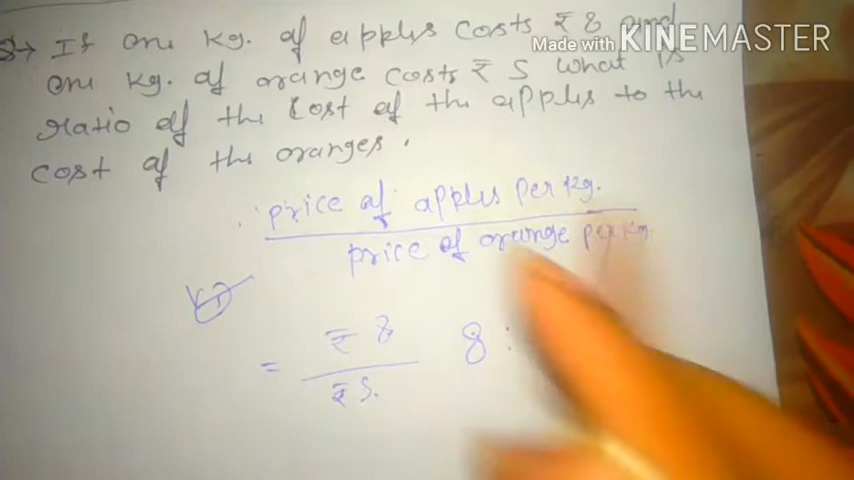 If one kg. of apples costs ₹ 8 and
Made with KINEMASTER
one kg. of orange costs ₹ 5 what is
ratio of the cost of the apples to the
cost of the oranges.
price of apples per kg.
price of orange per kg.
= ₹ 8 8 :
₹ 5.